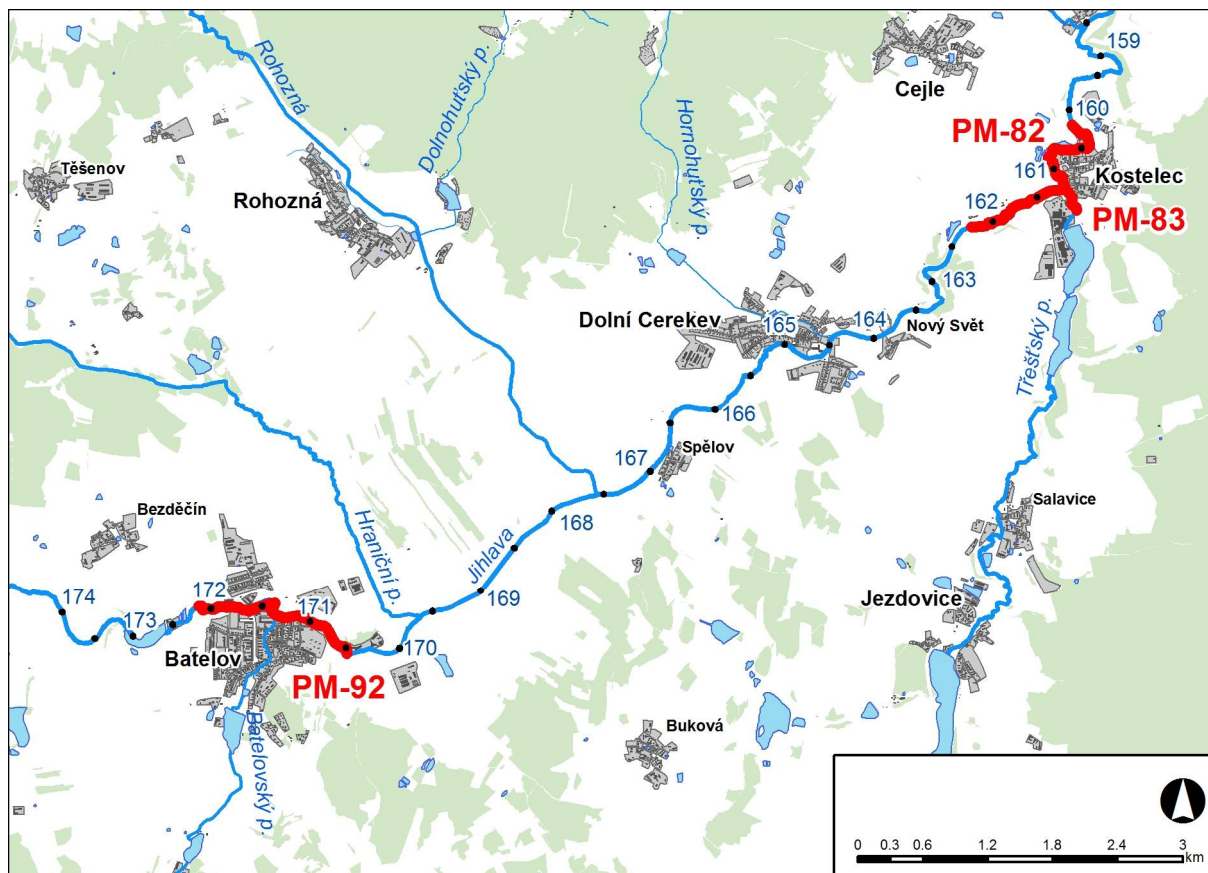 159
Rohozná
Dolnohuťský p.
Cejle
Hornohuťský p.
160
PM-82
161
Kostelec
Těšenov
Rohozná
162
PM-83
163
Dolní Cerekev
165
164
Nový Svět
Třešťský p.
166
Spělov
167
Bezděčín
168
Salavice
Hraniční p.
Jihlava
169
Jezdovice
174
172
171
173
170
Batelov
PM-92
Batelovský p.
Buková
0 0.3 0.6 1.2 1.8 2.4 3
km